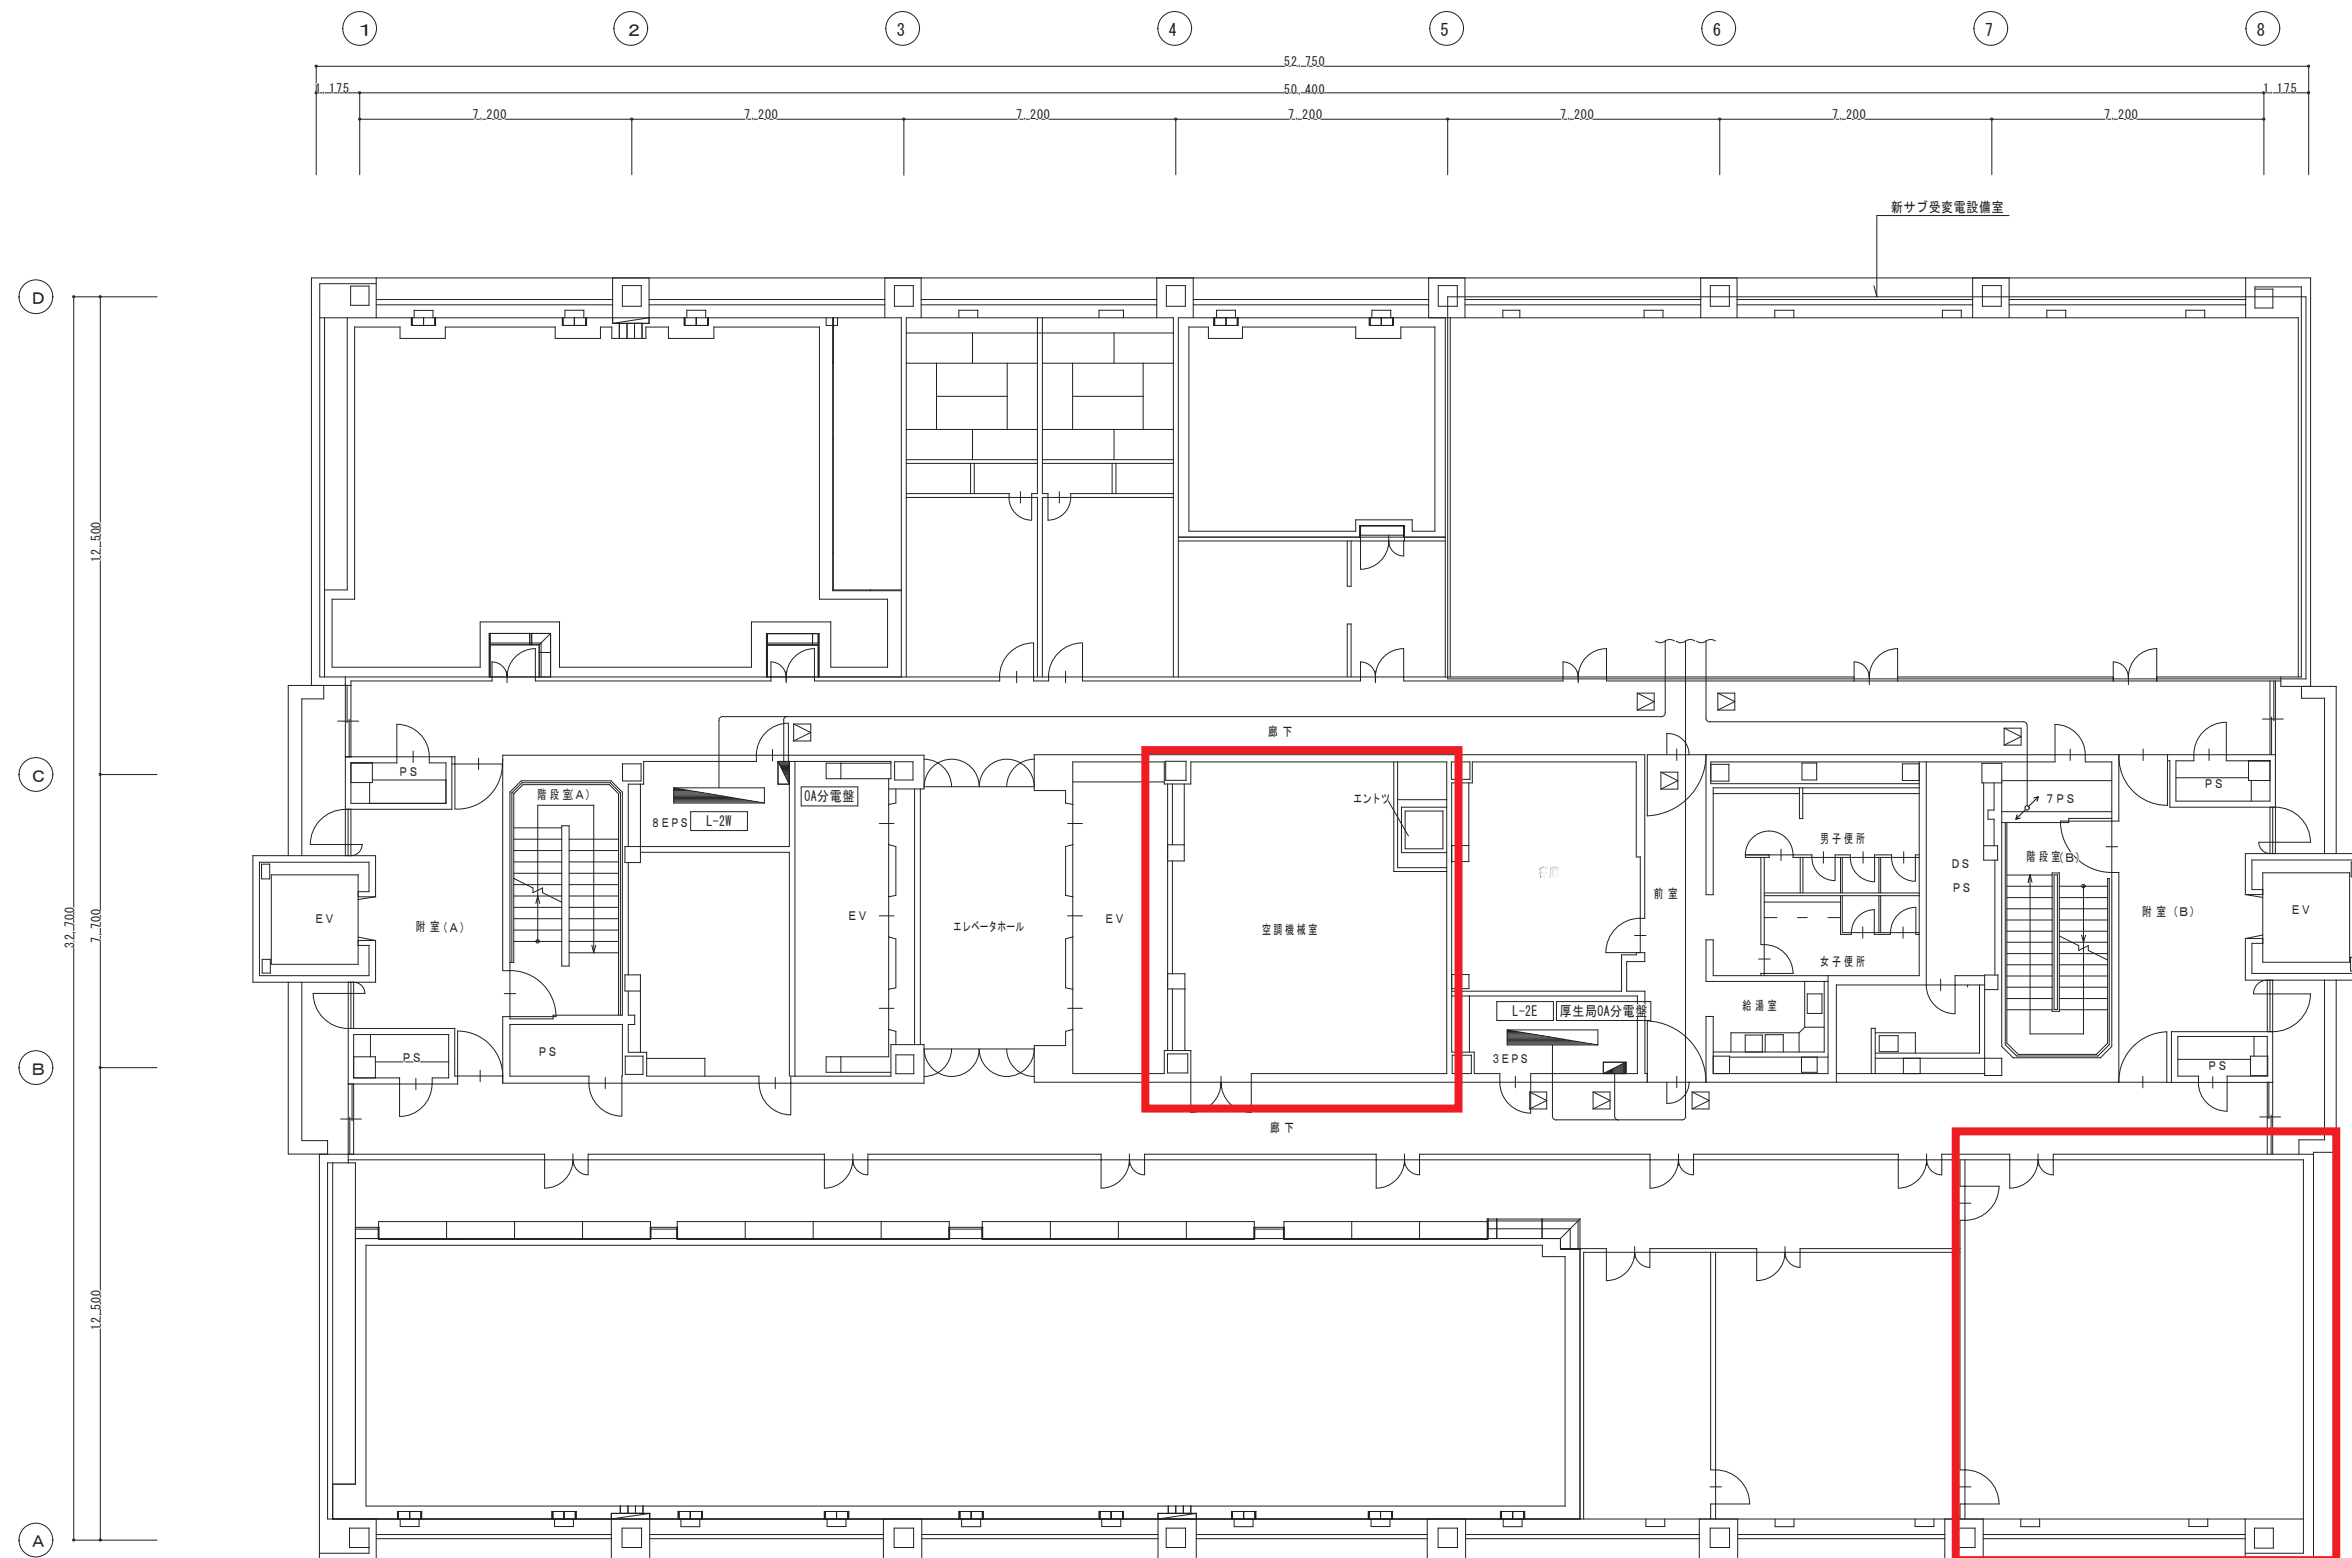 1 2 3 4 5 6 7 8
52,750
1,175 50,400 1,175
7,200 7,200 7,200 7,200 7,200 7,200 7,200
新サブ受変電設備室
D
12,500
廊下
C
PS
階段室(A)
8EPS
L-2W
OA分電盤
エントツ
男子便所
階段室(B)
7PS
PS
32,700
7,700
EV
附室(A)
EV
エレベータホール
EV
空調機械室
前室
女子便所
DS
PS
附室(B)
EV
PS
PS
L-2E
厚生局OA分電盤
3EPS
給湯室
PS
B
廊下
12,500
A